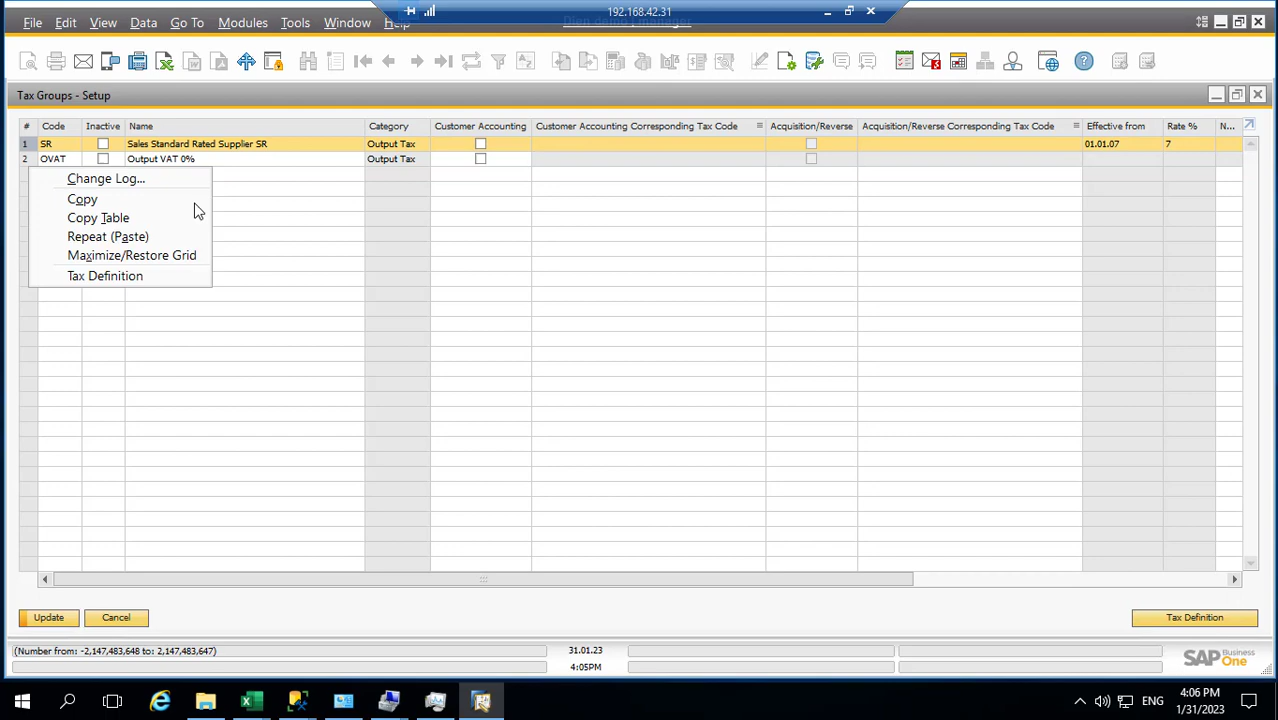 192.168.42.31
File Edit View Data Go To Modules Tools Window Help
Dien demo | manager
Tax Groups - Setup
# Code Inactive Name Category Customer Accounting Customer Accounting Corresponding Tax Code Acquisition/Reverse Acquisition/Reverse Corresponding Tax Code Effective from Rate % N...
1 SR Sales Standard Rated Supplier SR Output Tax 01.01.07 7
2 OVAT Output VAT 0% Output Tax
Change Log...
Copy
Copy Table
Repeat (Paste)
Maximize/Restore Grid
Tax Definition
Update Cancel Tax Definition
(Number from: -2,147,483,648 to: 2,147,483,647) 31.01.23
4:05PM
SAP Business One
ENG 4:06 PM
1/31/2023